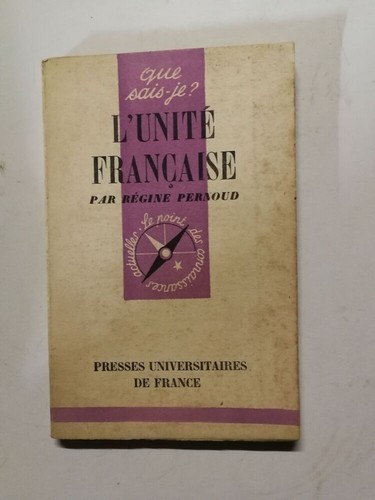 que
sais-je?
L'UNITÉ
FRANÇAISE
PAR RÉGINE PERNOUD
Le point des connaissances actuelles
PRESSES UNIVERSITAIRES
DE FRANCE